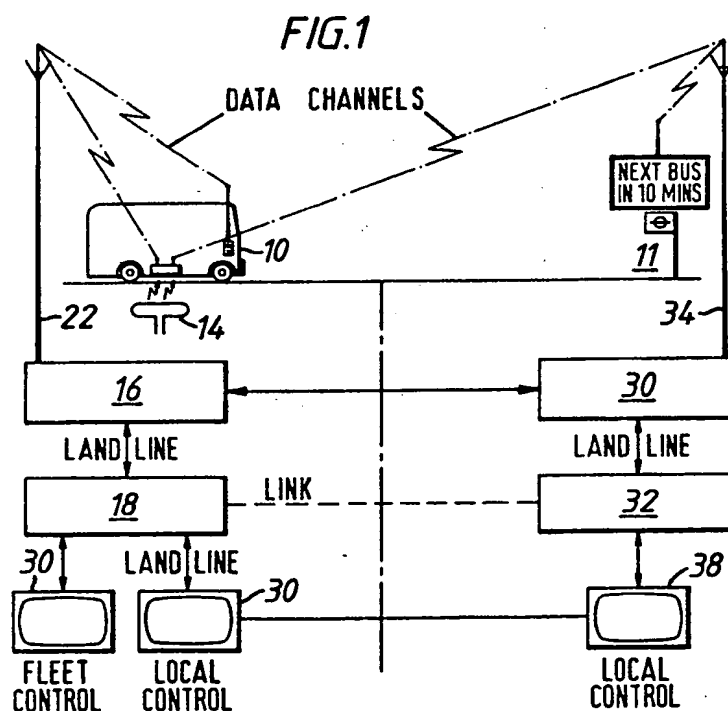 FIG.1
DATA CHANNELS
NEXT BUS
IN 10 MINS
10
11
14
22
34
16
30
LAND LINE
LAND LINE
18
LINK
32
30
LAND LINE
30
38
FLEET
CONTROL
LOCAL
CONTROL
LOCAL
CONTROL